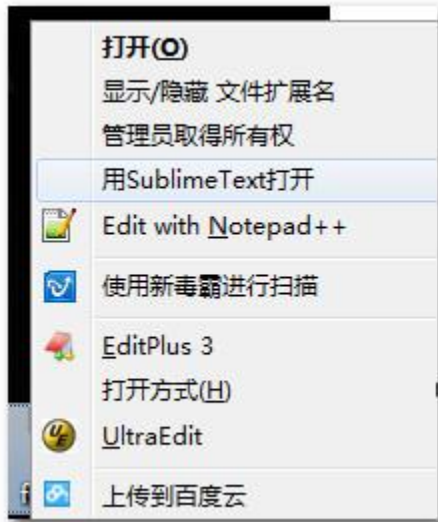 打开(O)
显示/隐藏 文件扩展名
管理员取得所有权
用SublimeText打开
Edit with Notepad++
使用新毒霸进行扫描
EditPlus 3
打开方式(H)
UltraEdit
上传到百度云